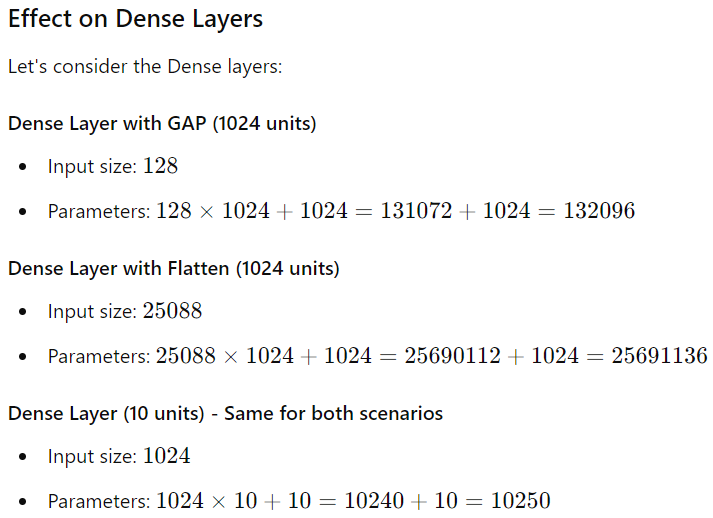 Effect on Dense Layers
Let's consider the Dense layers:
Dense Layer with GAP (1024 units)
• Input size: 128
• Parameters: 128 × 1024 + 1024 = 131072 + 1024 = 132096
Dense Layer with Flatten (1024 units)
• Input size: 25088
• Parameters: 25088 × 1024 + 1024 = 25690112 + 1024 = 25691136
Dense Layer (10 units) - Same for both scenarios
• Input size: 1024
• Parameters: 1024 × 10 + 10 = 10240 + 10 = 10250